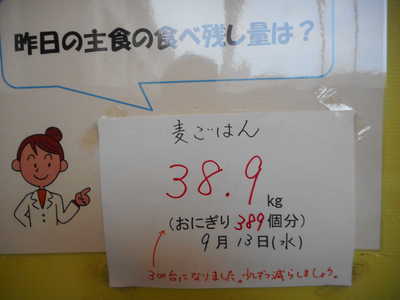 昨日の主食の食べ残し量は？
麦ごはん
38.9
kg
(おにぎり 389 個分)
9月 13日(水)
300台になりました。少しずつ減らしましょう。